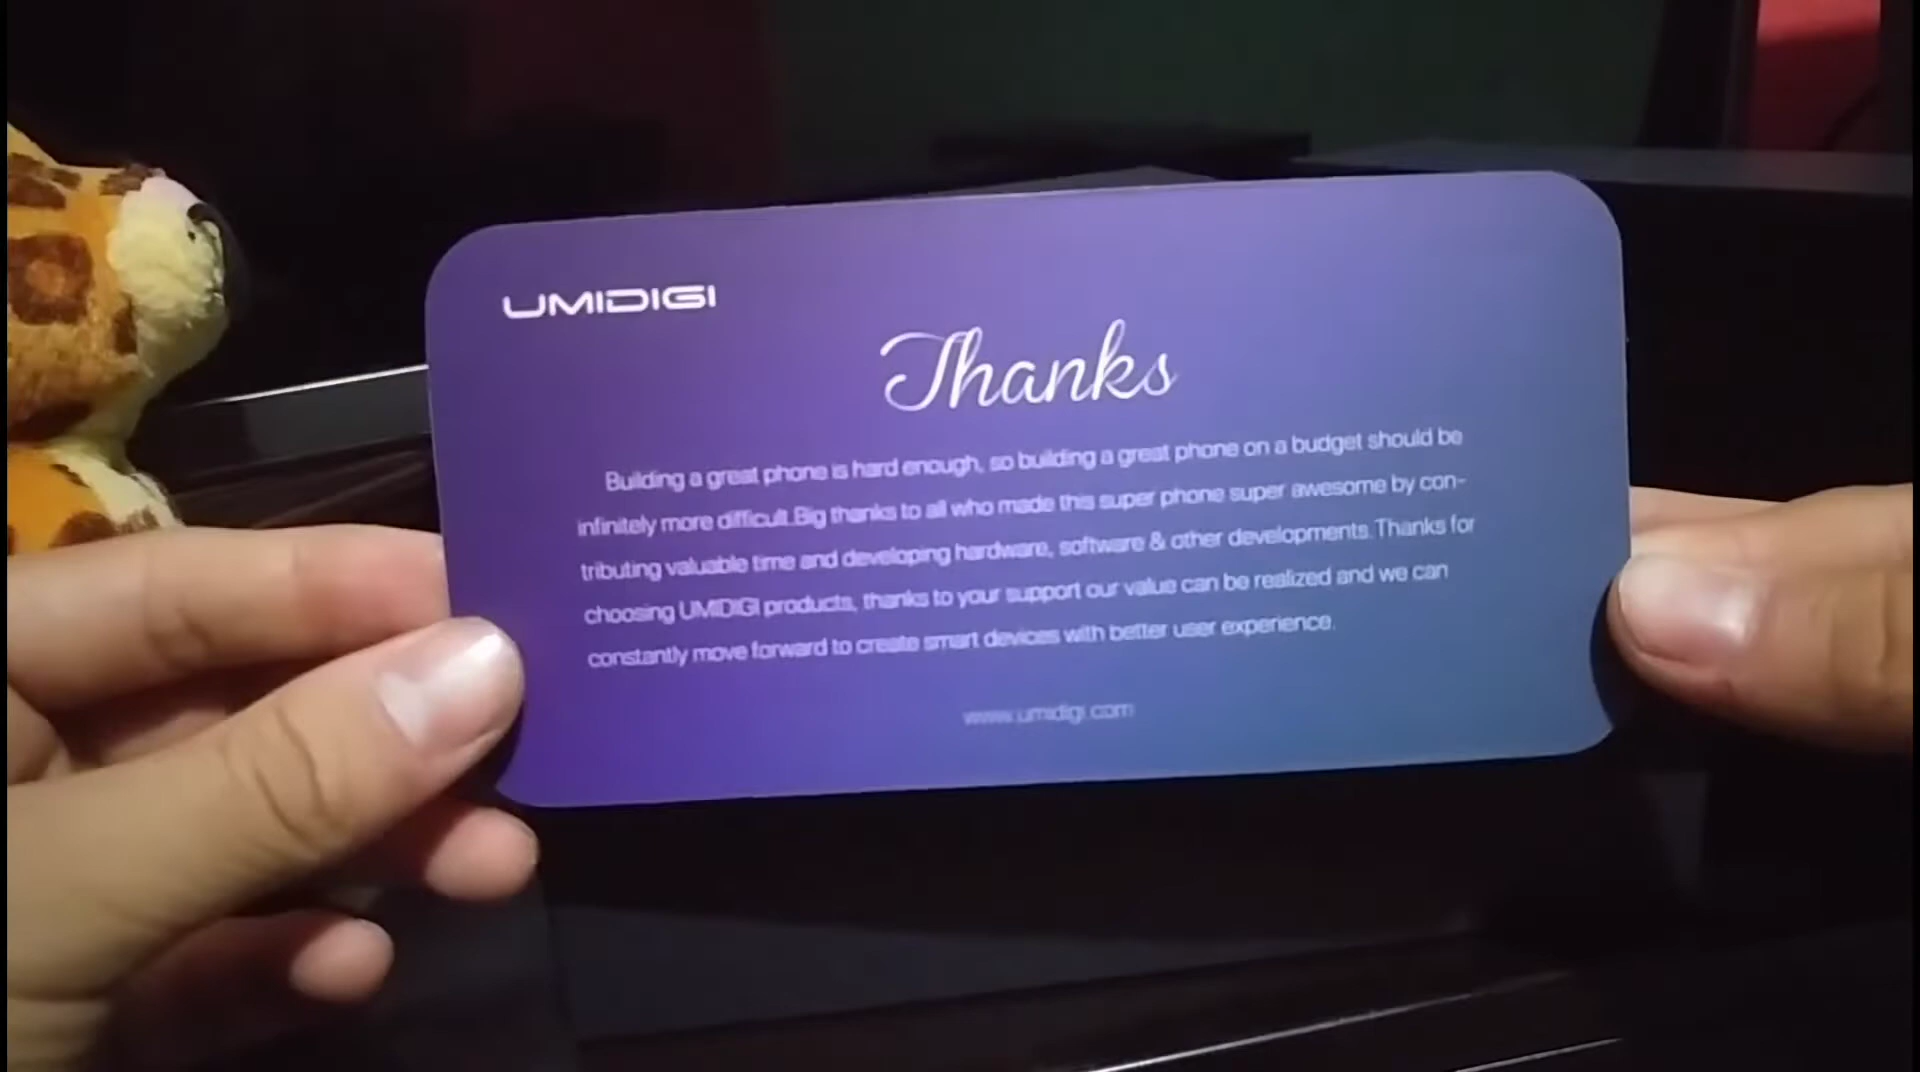 UMIDIGI
Thanks
Building a great phone is hard enough, so building a great phone on a budget should be
infinitely more difficult.Big thanks to all who made this super phone super awesome by con-
tributing valuable time and developing hardware, software & other developments.Thanks for
choosing UMIDIGI products, thanks to your support our value can be realized and we can
constantly move forward to create smart devices with better user experience.
www.umidigi.com